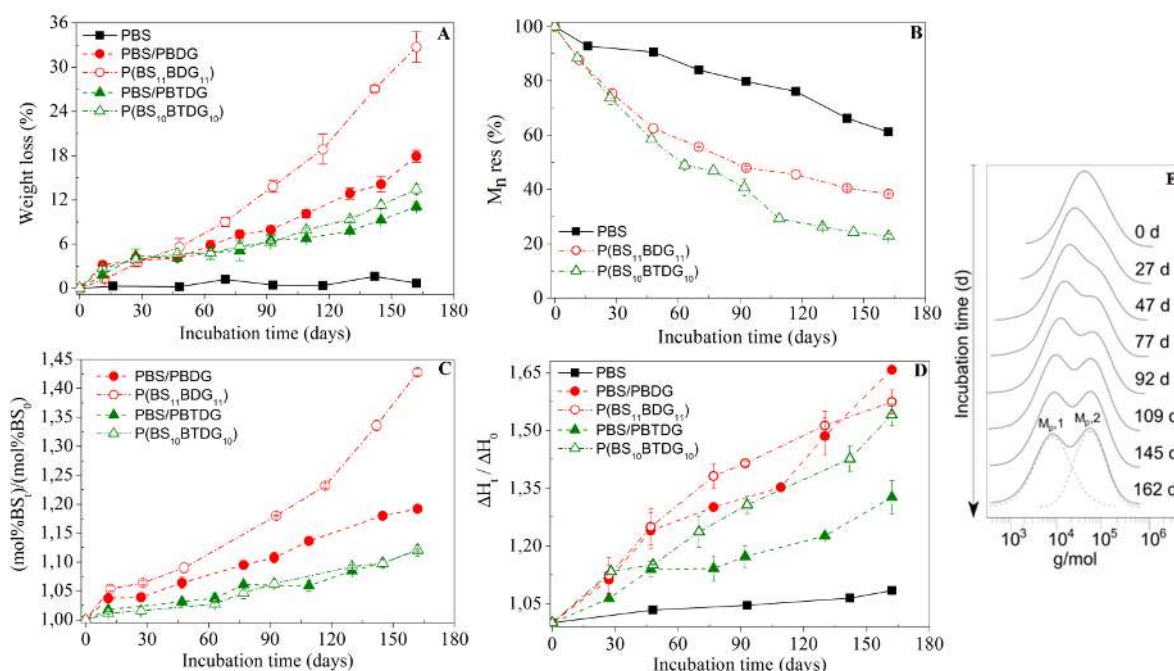 A
PBS
PBS/PBDG
P(BS₁₁BDG₁₁)
PBS/PBTDG
P(BS₁₀BTDG₁₀)
Weight loss (%)
36
30
24
18
12
6
0
0 30 60 90 120 150 180
Incubation time (days)
B
Mn res (%)
100
80
60
40
20
0
PBS
P(BS₁₁BDG₁₁)
P(BS₁₀BTDG₁₀)
0 30 60 90 120 150 180
Incubation time (days)
C
(mol%BSt)/(mol%BS₀)
1,45
1,40
1,35
1,30
1,25
1,20
1,15
1,10
1,05
1,00
PBS/PBDG
P(BS₁₁BDG₁₁)
PBS/PBTDG
P(BS₁₀BTDG₁₀)
0 30 60 90 120 150 180
Incubation time (days)
D
ΔHt / ΔH₀
1,65
1,50
1,35
1,20
1,05
PBS
PBS/PBDG
P(BS₁₁BDG₁₁)
PBS/PBTDG
P(BS₁₀BTDG₁₀)
0 30 60 90 120 150 180
Incubation time (days)
E
Incubation time (d)
0 d
27 d
47 d
77 d
92 d
109 d
145 d
162 d
Mp,1
Mp,2
10³ 10⁴ 10⁵ 10⁶
g/mol